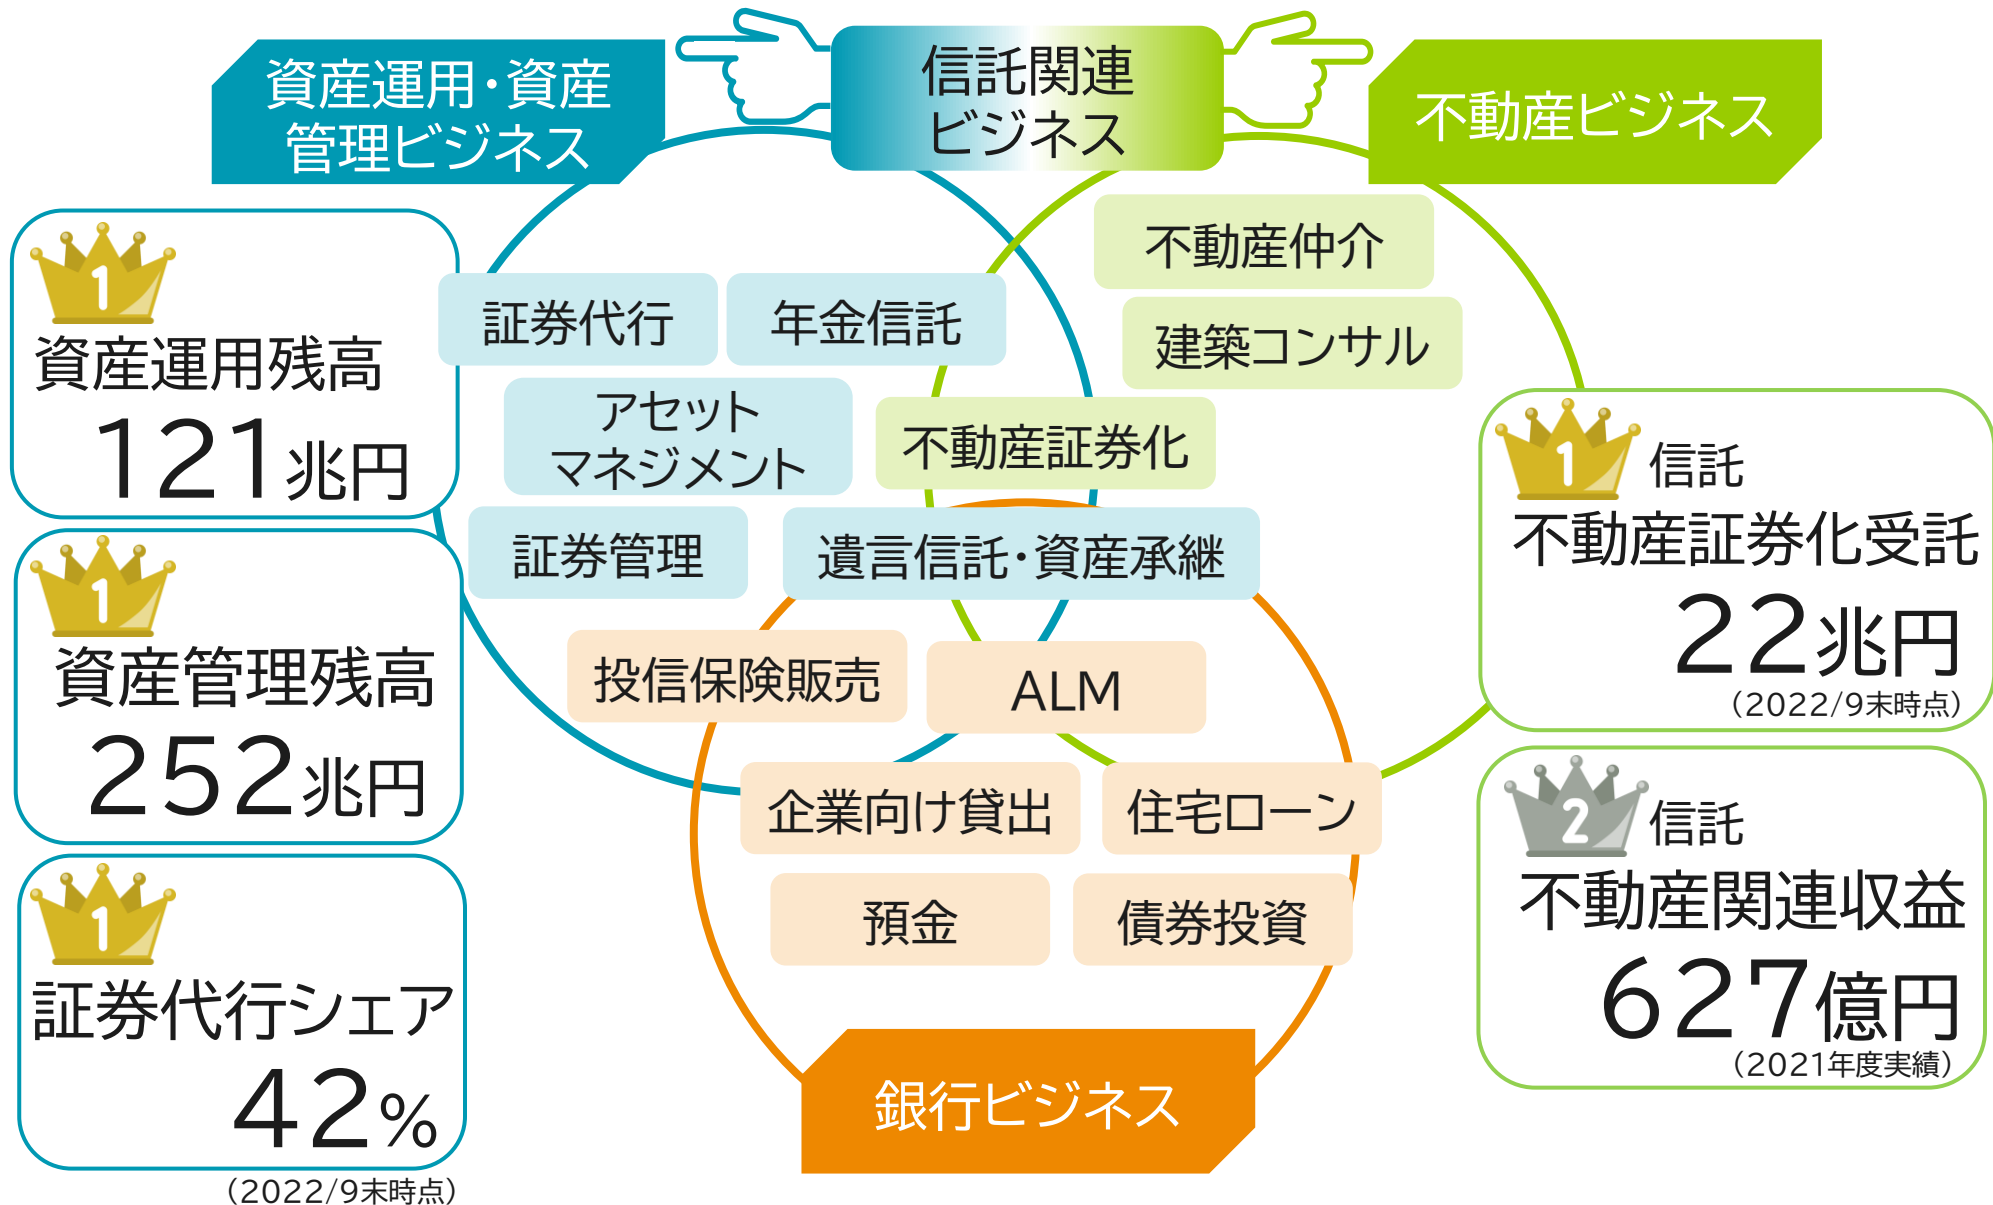 資産運用・資産
管理ビジネス
信託関連
ビジネス
不動産ビジネス
1
資産運用残高
121兆円
1
資産管理残高
252兆円
1
証券代行シェア
42%
（2022/9末時点）
証券代行
年金信託
アセット
マネジメント
証券管理
遺言信託・資産承継
不動産仲介
建築コンサル
不動産証券化
投信保険販売
ALM
企業向け貸出
住宅ローン
預金
債券投資
銀行ビジネス
1
信託
不動産証券化受託
22兆円
（2022/9末時点）
2
信託
不動産関連収益
627億円
（2021年度実績）